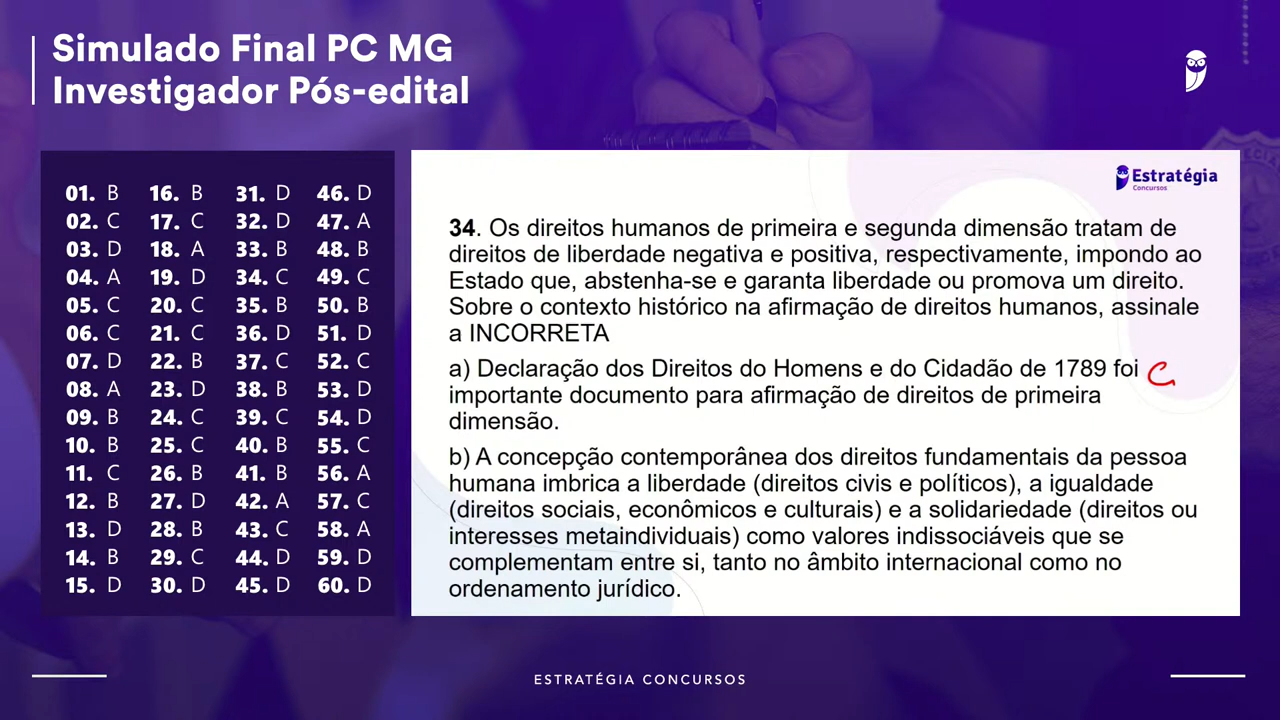 Simulado Final PC MG
Investigador Pós-edital
01. B 16. B 31. D 46. D
02. C 17. C 32. D 47. A
03. D 18. A 33. B 48. B
04. A 19. D 34. C 49. C
05. C 20. C 35. B 50. B
06. C 21. C 36. D 51. D
07. D 22. B 37. C 52. C
08. A 23. D 38. B 53. D
09. B 24. C 39. C 54. D
10. B 25. C 40. B 55. C
11. C 26. B 41. B 56. A
12. B 27. D 42. A 57. C
13. D 28. B 43. C 58. A
14. B 29. C 44. D 59. D
15. D 30. D 45. D 60. D
Estratégia
Concursos
34. Os direitos humanos de primeira e segunda dimensão tratam de
direitos de liberdade negativa e positiva, respectivamente, impondo ao
Estado que, abstenha-se e garanta liberdade ou promova um direito.
Sobre o contexto histórico na afirmação de direitos humanos, assinale
a INCORRETA
a) Declaração dos Direitos do Homens e do Cidadão de 1789 foi C
importante documento para afirmação de direitos de primeira
dimensão.
b) A concepção contemporânea dos direitos fundamentais da pessoa
humana imbrica a liberdade (direitos civis e políticos), a igualdade
(direitos sociais, econômicos e culturais) e a solidariedade (direitos ou
interesses metaindividuais) como valores indissociáveis que se
complementam entre si, tanto no âmbito internacional como no
ordenamento jurídico.
ESTRATÉGIA CONCURSOS